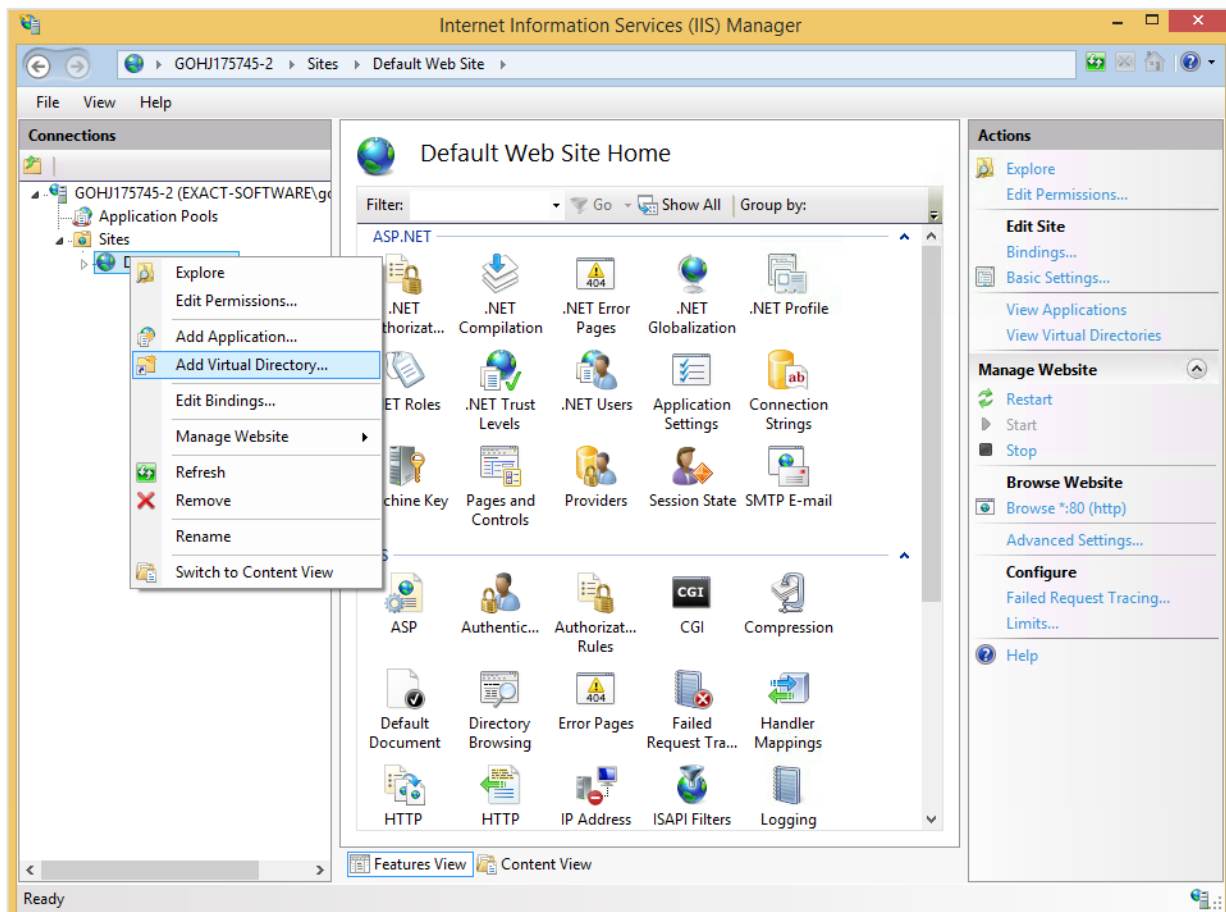 Internet Information Services (IIS) Manager
GOHJ175745-2 Sites Default Web Site
File View Help
Connections
GOHJ175745-2 (EXACT-SOFTWARE\g
Application Pools
Sites
Explore
Edit Permissions...
Add Application...
Add Virtual Directory...
Edit Bindings...
Manage Website
Refresh
Remove
Rename
Switch to Content View
Default Web Site Home
Filter: Go Show All Group by:
ASP.NET
.NET
thorizat...
.NET
Compilation
.NET Error
Pages
.NET
Globalization
.NET Profile
ET Roles
.NET Trust
Levels
.NET Users
Application
Settings
Connection
Strings
chine Key
Pages and
Controls
Providers
Session State
SMTP E-mail
S
ASP
Authentic...
Authorizat...
Rules
CGI
CGI
Compression
Default
Document
Directory
Browsing
Error Pages
Failed
Request Tra...
Handler
Mappings
HTTP
HTTP
IP Address
ISAPI Filters
Logging
Features View Content View
Actions
Explore
Edit Permissions...
Edit Site
Bindings...
Basic Settings...
View Applications
View Virtual Directories
Manage Website
Restart
Start
Stop
Browse Website
Browse *:80 (http)
Advanced Settings...
Configure
Failed Request Tracing...
Limits...
Help
Ready